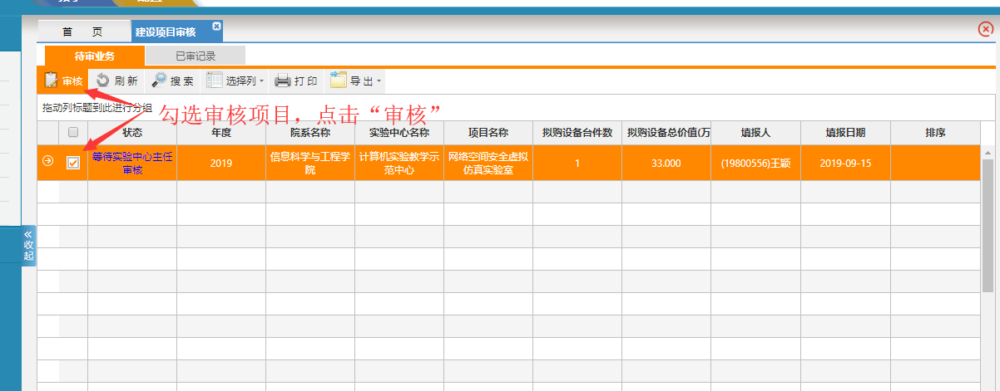 首 页
建设项目审核
待审业务
已审记录
审核
刷新
搜索
选择列
打印
导出
拖动列标题到此进行分组
勾选审核项目，点击“审核”
状态
年度
院系名称
实验中心名称
项目名称
拟购设备台件数
拟购设备总价值(万
填报人
填报日期
排序
等待实验中心主任
审核
2019
信息科学与工程学
院
计算机实验教学示
范中心
网络空间安全虚拟
仿真实验室
1
33.000
(19800556)王颖
2019-09-15
收
起